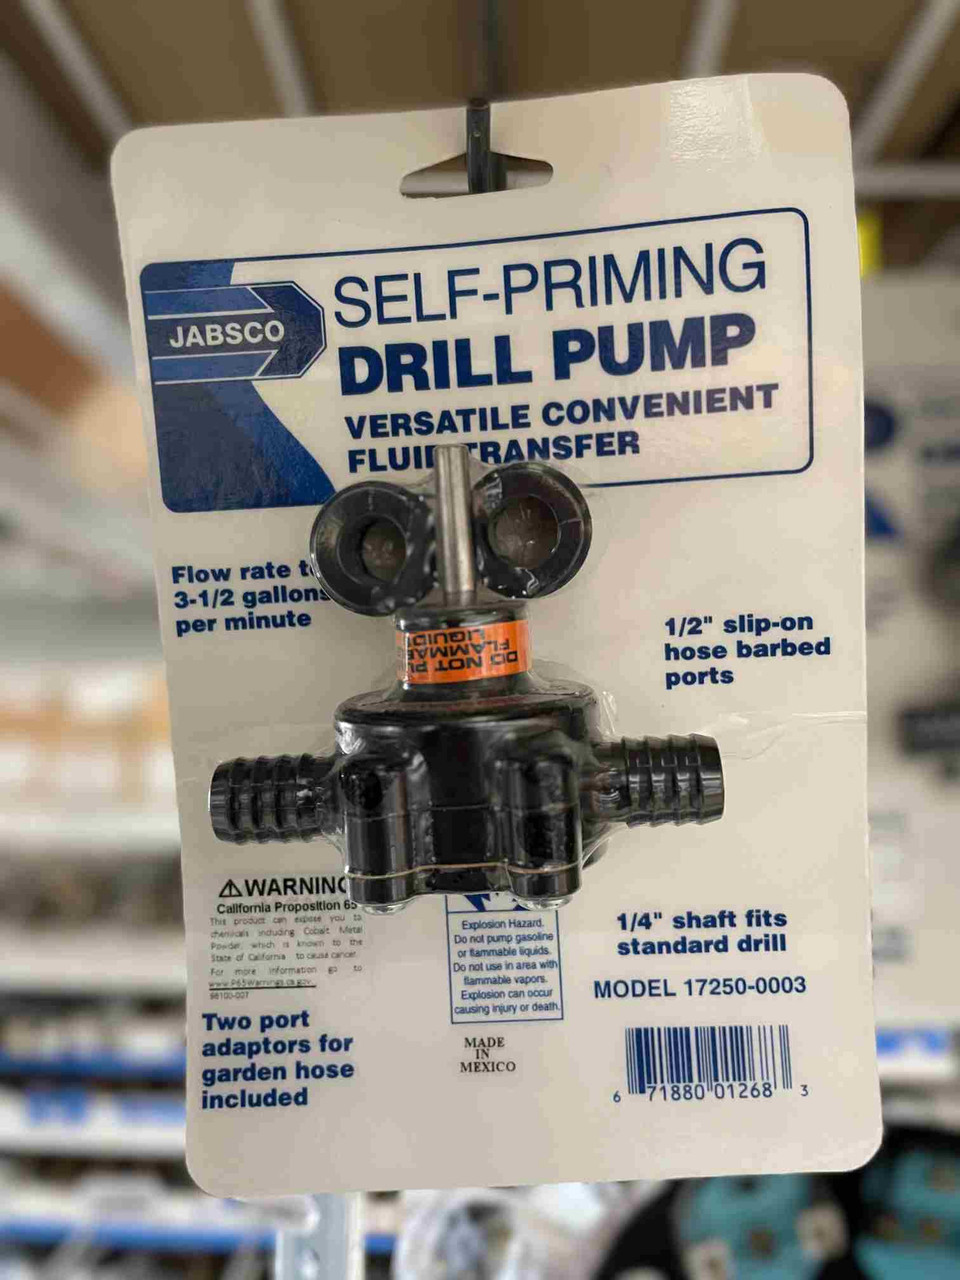 JABSCO
SELF-PRIMING
DRILL PUMP
VERSATILE CONVENIENT
FLUID TRANSFER
Flow rate to
3-1/2 gallons
per minute
1/2" slip-on
hose barbed
ports
DO NOT PU
FLAMMAB
LIQUID
⚠WARNING
California Proposition 65
This product can expose you to
chemicals including Cobalt Metal
Powder, which is known to the
State of California to cause cancer.
For more information go to
www.P65Warnings.ca.gov.
98100-007
Explosion Hazard.
Do not pump gasoline
or flammable liquids.
Do not use in area with
flammable vapors.
Explosion can occur
causing injury or death.
1/4" shaft fits
standard drill
MODEL 17250-0003
Two port
adaptors for
garden hose
included
MADE
IN
MEXICO
6 71880 01268 3